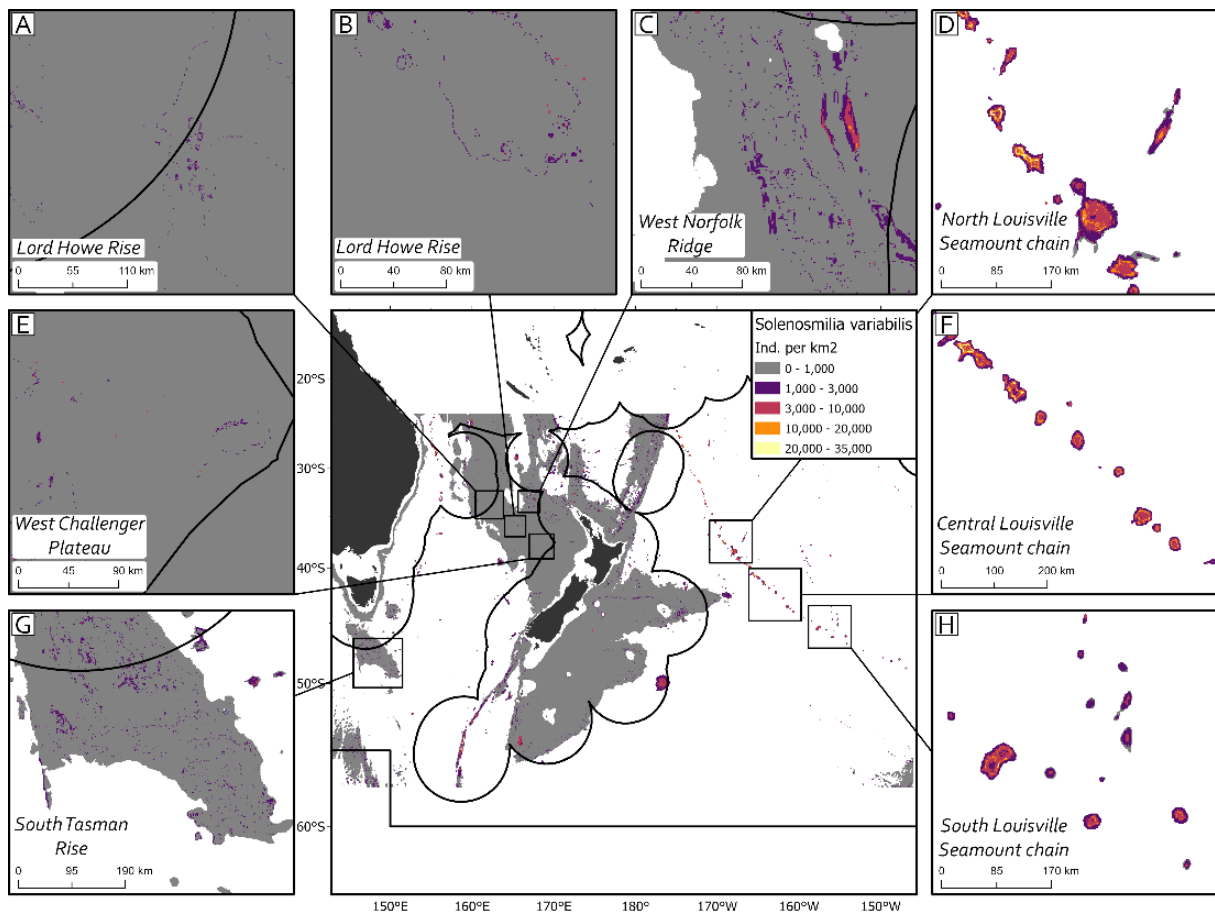 A
Lord Howe Rise
0 55 110 km
B
Lord Howe Rise
0 40 80 km
C
West Norfolk
Ridge
0 40 80 km
D
North Louisville
Seamount chain
0 85 170 km
E
West Challenger
Plateau
0 45 90 km
Solenosmilia variabilis
Ind. per km2
0 - 1,000
1,000 - 3,000
3,000 - 10,000
10,000 - 20,000
20,000 - 35,000
20°S
30°S
40°S
50°S
60°S
150°E
160°E
170°E
180°
170°W
160°W
150°W
F
Central Louisville
Seamount chain
0 100 200 km
G
South Tasman
Rise
0 95 190 km
H
South Louisville
Seamount chain
0 85 170 km